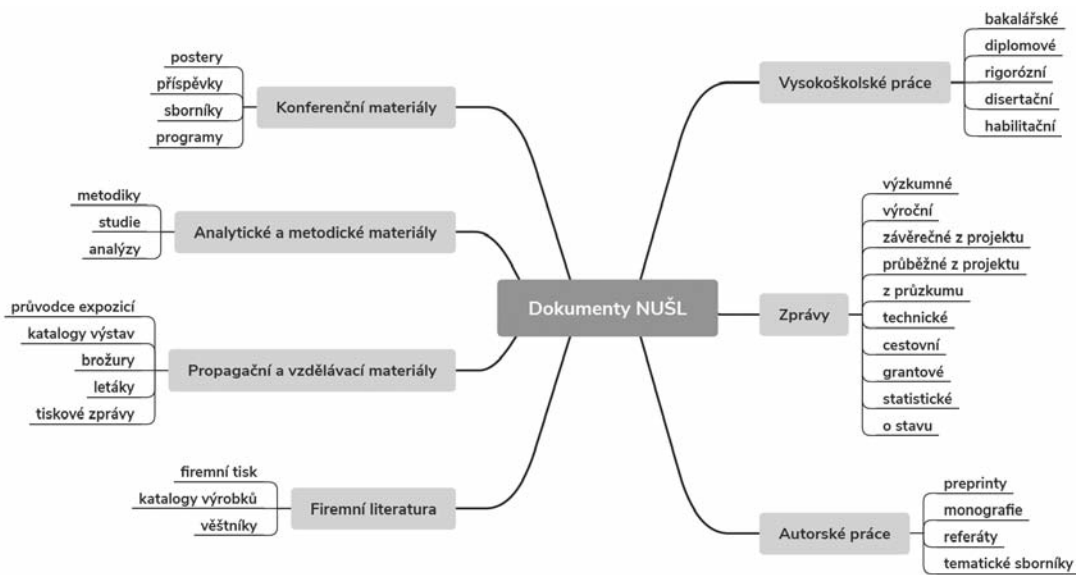 Dokumenty NUŠL
Konferenční materiály
postery
příspěvky
sborníky
programy
Analytické a metodické materiály
metodiky
studie
analýzy
Propagační a vzdělávací materiály
průvodce expozicí
katalogy výstav
brožury
letáky
tiskové zprávy
Firemní literatura
firemní tisk
katalogy výrobků
věštníky
Vysokoškolské práce
bakalářské
diplomové
rigorózní
disertační
habilitační
Zprávy
výzkumné
výroční
závěrečné z projektu
průběžné z projektu
z průzkumu
technické
cestovní
grantové
statistické
o stavu
Autorské práce
preprinty
monografie
referáty
tematické sborníky